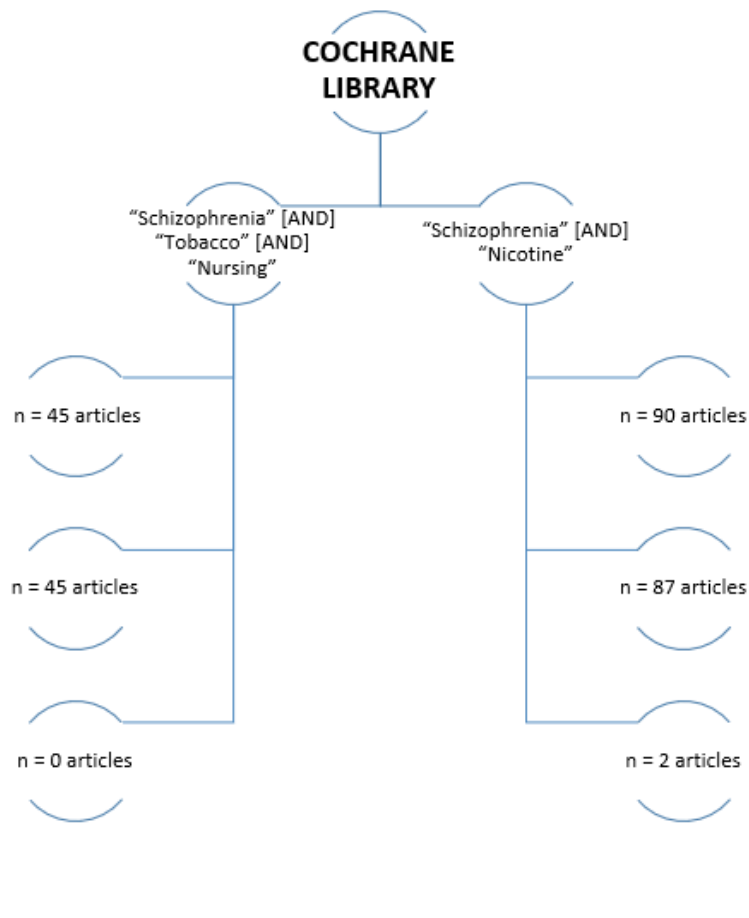 COCHRANE
LIBRARY
“Schizophrenia” [AND]
“Tobacco” [AND]
“Nursing”
“Schizophrenia” [AND]
“Nicotine”
n = 45 articles
n = 90 articles
n = 45 articles
n = 87 articles
n = 0 articles
n = 2 articles